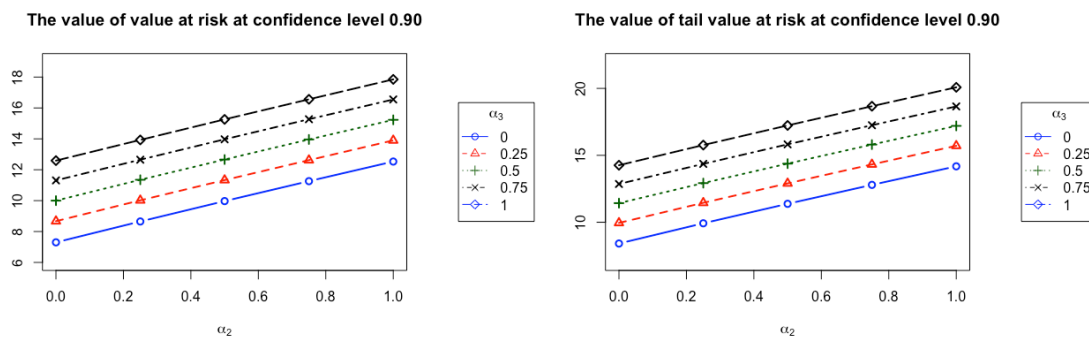 The value of value at risk at confidence level 0.90
18
16
14
12
10
8
6
0.0 0.2 0.4 0.6 0.8 1.0
α2
α3
0
0.25
0.5
0.75
1
The value of tail value at risk at confidence level 0.90
20
15
10
0.0 0.2 0.4 0.6 0.8 1.0
α2
α3
0
0.25
0.5
0.75
1